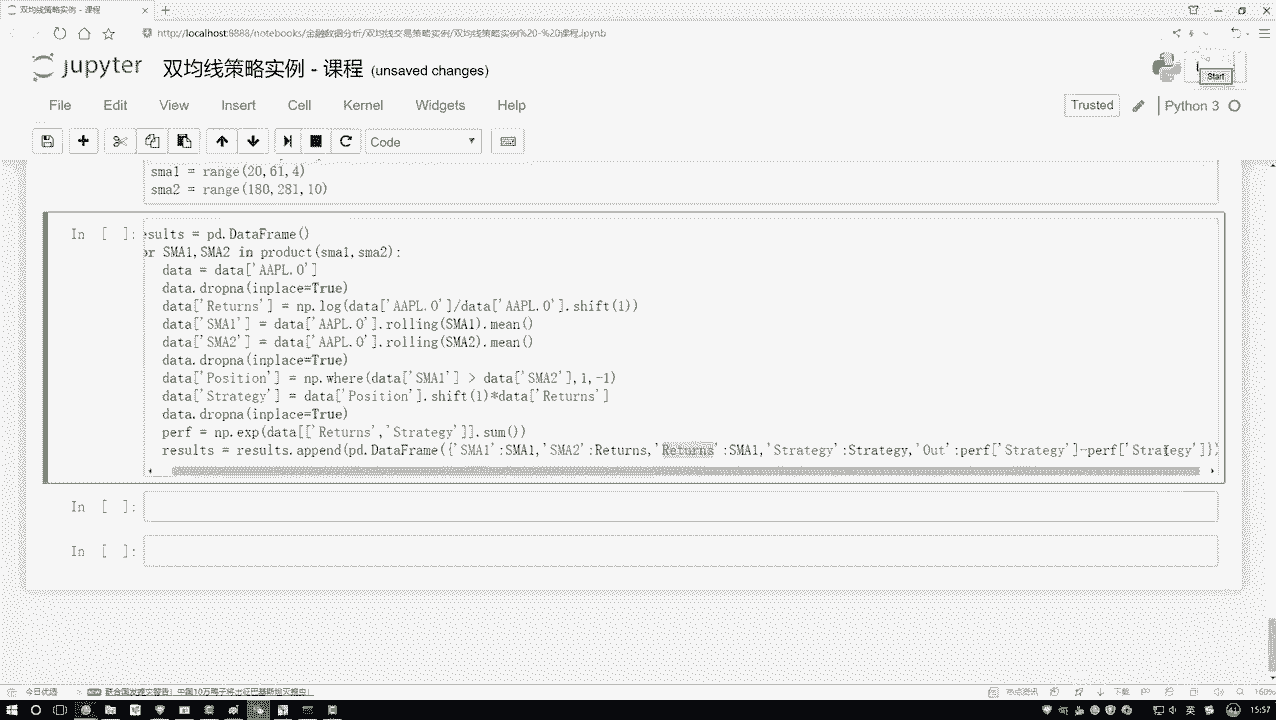 双均线策略实例 - 课程
http://localhost:8888/notebooks/金融数据分析/双均线交易策略实例/双均线策略实例%20-%20课程.ipynb
jupyter 双均线策略实例 - 课程 (unsaved changes)
Start
File Edit View Insert Cell Kernel Widgets Help
Trusted Python 3
Code
sma1 = range(20,61,4)
sma2 = range(180,281,10)
In [ ]: esults = pd.DataFrame()
or SMA1,SMA2 in product(sma1,sma2):
data = data['AAPL.O']
data.dropna(inplace=True)
data['Returns'] = np.log(data['AAPL.O']/data['AAPL.O'].shift(1))
data['SMA1'] = data['AAPL.O'].rolling(SMA1).mean()
data['SMA2'] = data['AAPL.O'].rolling(SMA2).mean()
data.dropna(inplace=True)
data['Position'] = np.where(data['SMA1'] > data['SMA2'],1,-1)
data['Strategy'] = data['Position'].shift(1)*data['Returns']
data.dropna(inplace=True)
perf = np.exp(data[['Returns','Strategy']].sum())
results = results.append(pd.DataFrame({'SMA1':SMA1,'SMA2':Returns,'Returns':SMA1,'Strategy':Strategy,'Out':perf['Strategy']-perf['Strategy']})
In [ ]:
In [ ]:
今日优选
热点资讯 下载 160%
英 15:57